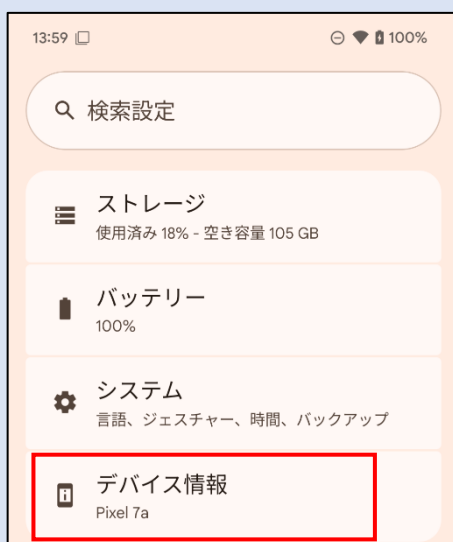 13:59 100%
検索設定
ストレージ
使用済み 18% - 空き容量 105 GB
バッテリー
100%
システム
言語、ジェスチャー、時間、バックアップ
デバイス情報
Pixel 7a